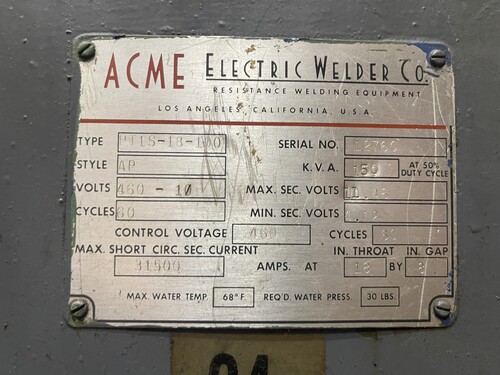 ACME ELECTRIC WELDER CO.
RESISTANCE WELDING EQUIPMENT
LOS ANGELES, CALIFORNIA, U.S.A.
TYPE SERIAL NO.
STYLE AP K.V.A. 150 AT 50% DUTY CYCLE
VOLTS 460 - 10 MAX. SEC. VOLTS
CYCLES 60 MIN. SEC. VOLTS
CONTROL VOLTAGE 460 CYCLES
MAX. SHORT CIRC. SEC. CURRENT IN. THROAT IN. GAP
31500 AMPS. AT 18 BY 8
MAX. WATER TEMP. 68°F. REQ'D. WATER PRESS. 30 LBS.